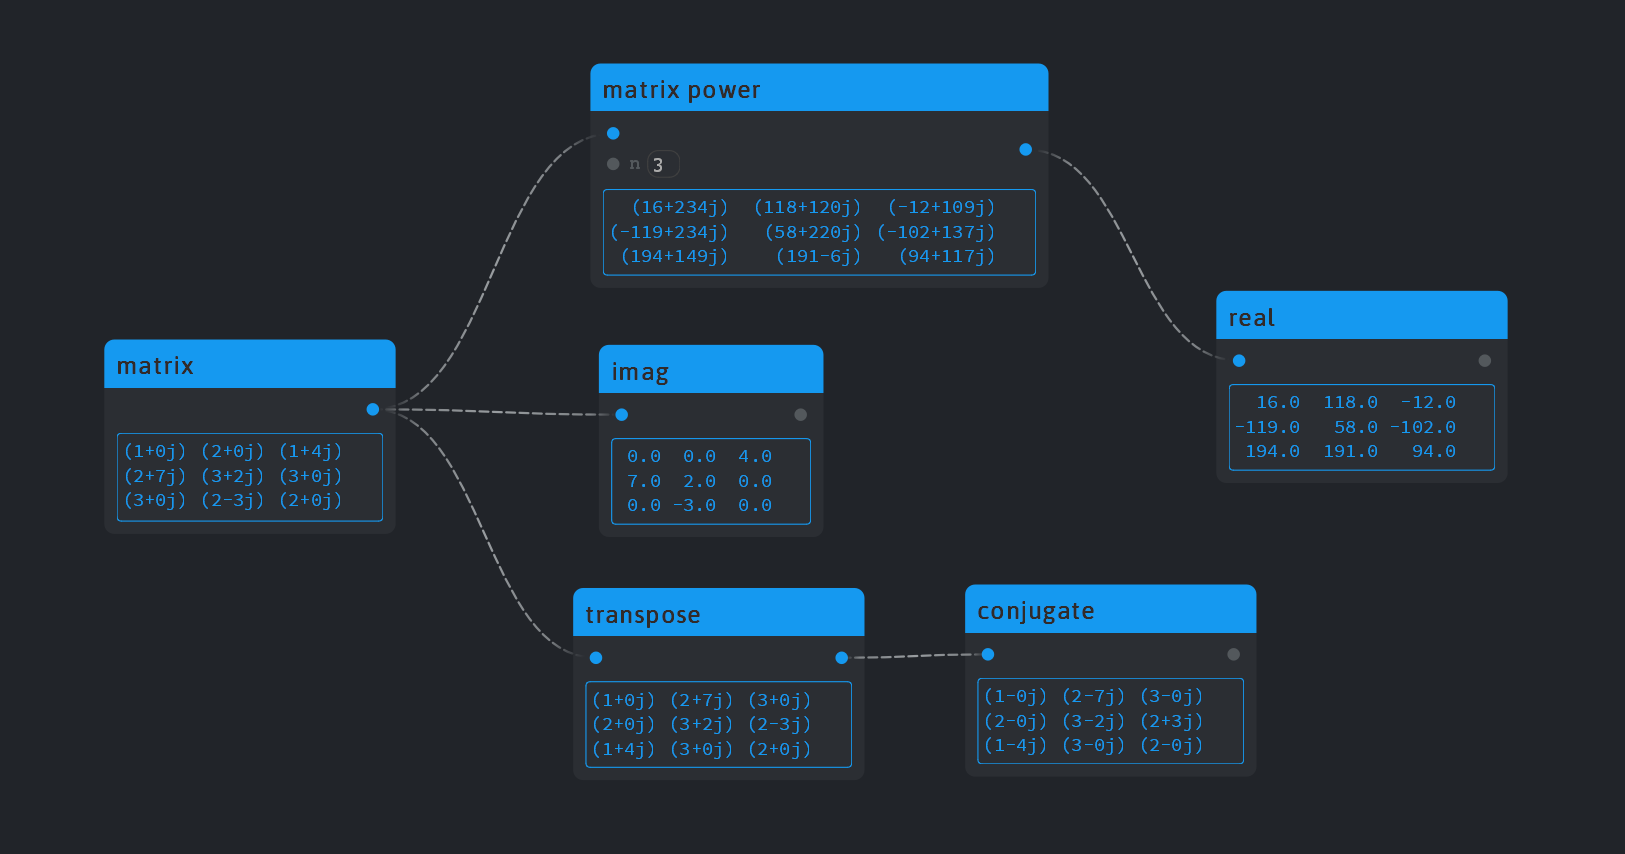 matrix power
n 3
(16+234j) (118+120j) (-12+109j)
(-119+234j) (58+220j) (-102+137j)
(194+149j) (191-6j) (94+117j)
real
16.0 118.0 -12.0
-119.0 58.0 -102.0
194.0 191.0 94.0
matrix
(1+0j) (2+0j) (1+4j)
(2+7j) (3+2j) (3+0j)
(3+0j) (2-3j) (2+0j)
imag
0.0 0.0 4.0
7.0 2.0 0.0
0.0 -3.0 0.0
transpose
(1+0j) (2+7j) (3+0j)
(2+0j) (3+2j) (2-3j)
(1+4j) (3+0j) (2+0j)
conjugate
(1-0j) (2-7j) (3-0j)
(2-0j) (3-2j) (2+3j)
(1-4j) (3-0j) (2-0j)